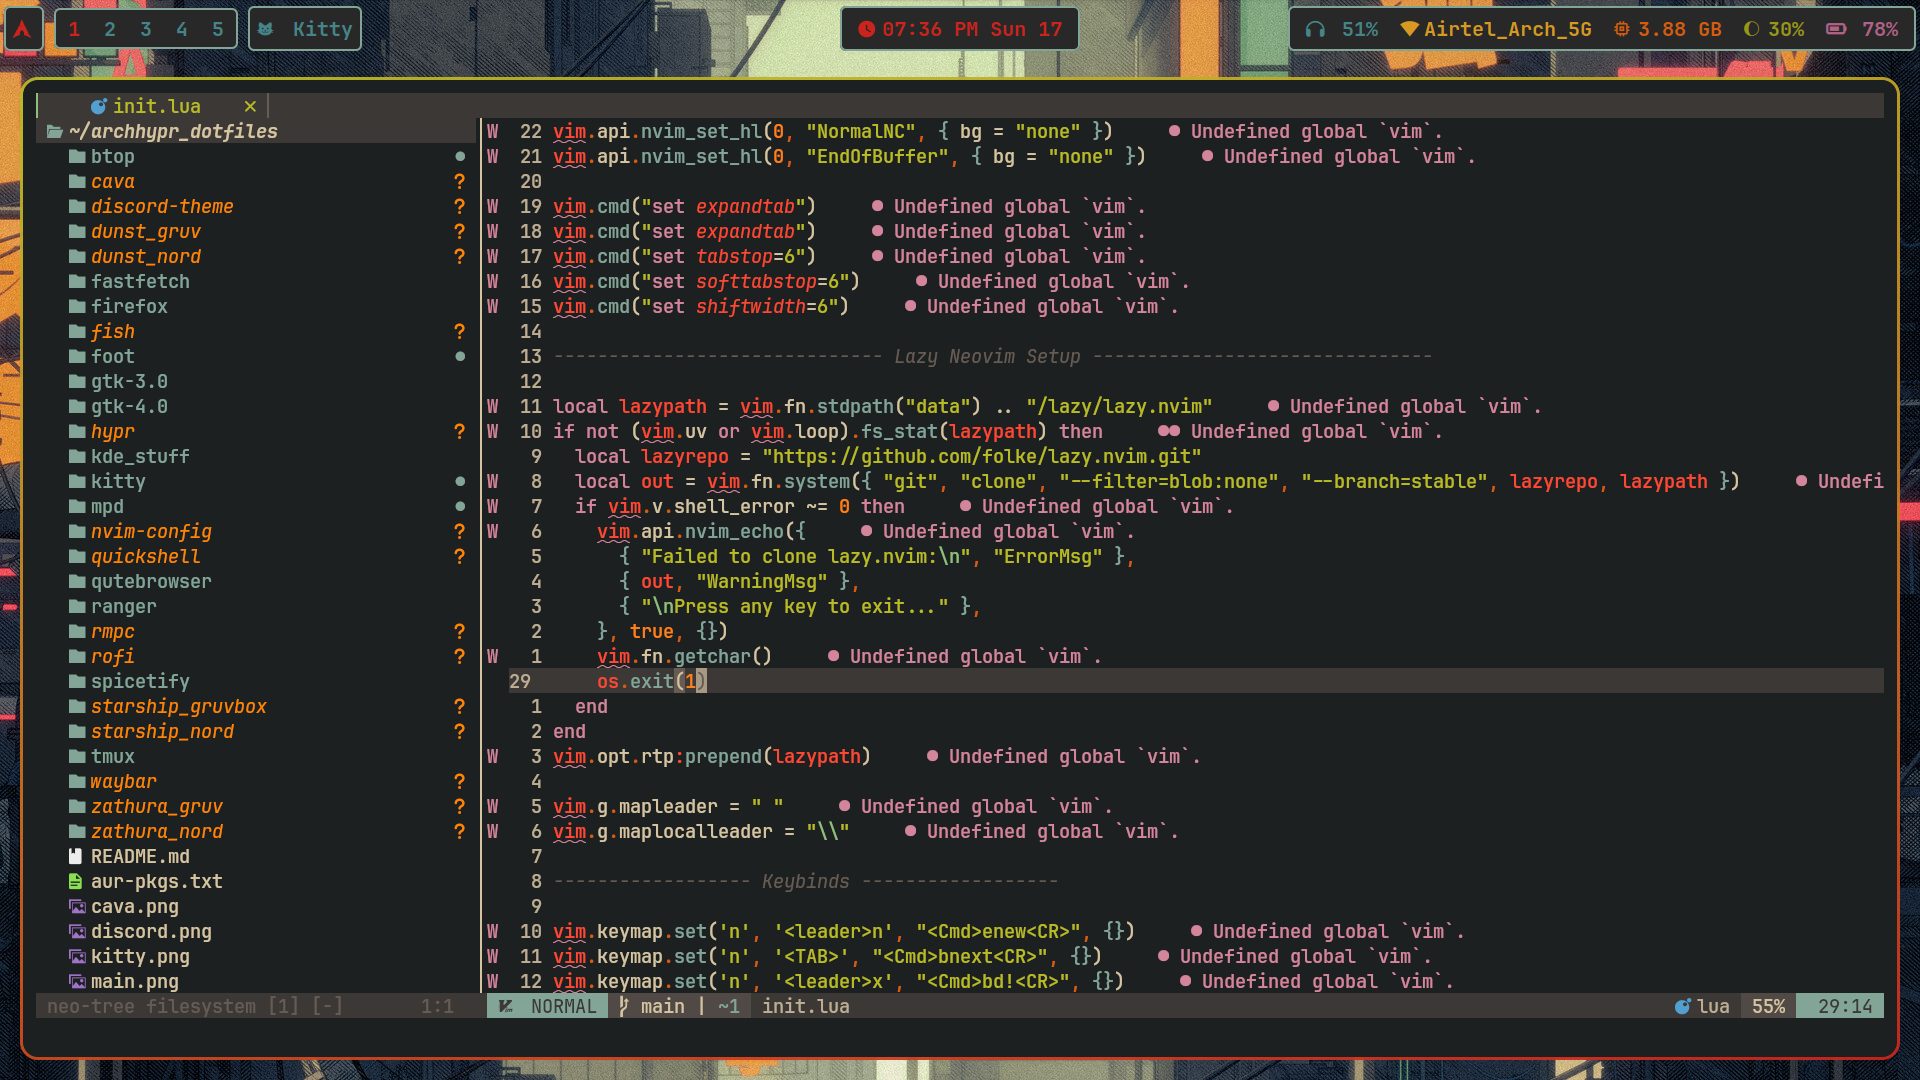 1 2 3 4 5 Kitty 07:36 PM Sun 17 51% Airtel_Arch_5G 3.88 GB 30% 78%
init.lua ×
~/archhypr_dotfiles
btop
cava ?
discord-theme ?
dunst_gruv ?
dunst_nord ?
fastfetch
firefox
fish ?
foot
gtk-3.0
gtk-4.0
hypr ?
kde_stuff
kitty
mpd
nvim-config ?
quickshell ?
qutebrowser
ranger
rmpc ?
rofi ?
spicetify
starship_gruvbox ?
starship_nord ?
tmux
waybar ?
zathura_gruv ?
zathura_nord ?
README.md
aur-pkgs.txt
cava.png
discord.png
kitty.png
main.png
neo-tree filesystem [1] [-] 1:1
W 22 vim.api.nvim_set_hl(0, "NormalNC", { bg = "none" }) ● Undefined global `vim`.
W 21 vim.api.nvim_set_hl(0, "EndOfBuffer", { bg = "none" }) ● Undefined global `vim`.
20
W 19 vim.cmd("set expandtab") ● Undefined global `vim`.
W 18 vim.cmd("set expandtab") ● Undefined global `vim`.
W 17 vim.cmd("set tabstop=6") ● Undefined global `vim`.
W 16 vim.cmd("set softtabstop=6") ● Undefined global `vim`.
W 15 vim.cmd("set shiftwidth=6") ● Undefined global `vim`.
14
13 ------------------------------ Lazy Neovim Setup -------------------------------
12
W 11 local lazypath = vim.fn.stdpath("data") .. "/lazy/lazy.nvim" ● Undefined global `vim`.
W 10 if not (vim.uv or vim.loop).fs_stat(lazypath) then ●● Undefined global `vim`.
9 local lazyrepo = "https://github.com/folke/lazy.nvim.git"
W 8 local out = vim.fn.system({ "git", "clone", "--filter=blob:none", "--branch=stable", lazyrepo, lazypath }) ● Undefi
W 7 if vim.v.shell_error ~= 0 then ● Undefined global `vim`.
W 6 vim.api.nvim_echo({ ● Undefined global `vim`.
5 { "Failed to clone lazy.nvim:\n", "ErrorMsg" },
4 { out, "WarningMsg" },
3 { "\nPress any key to exit..." },
2 }, true, {})
W 1 vim.fn.getchar() ● Undefined global `vim`.
29 os.exit(1)
1 end
2 end
W 3 vim.opt.rtp:prepend(lazypath) ● Undefined global `vim`.
4
W 5 vim.g.mapleader = " " ● Undefined global `vim`.
W 6 vim.g.maplocalleader = "\\" ● Undefined global `vim`.
7
8 ------------------ Keybinds ------------------
9
W 10 vim.keymap.set('n', '<leader>n', "<Cmd>enew<CR>", {}) ● Undefined global `vim`.
W 11 vim.keymap.set('n', '<TAB>', "<Cmd>bnext<CR>", {}) ● Undefined global `vim`.
W 12 vim.keymap.set('n', '<leader>x', "<Cmd>bd!<CR>", {}) ● Undefined global `vim`.
NORMAL main | ~1 init.lua lua 55% 29:14